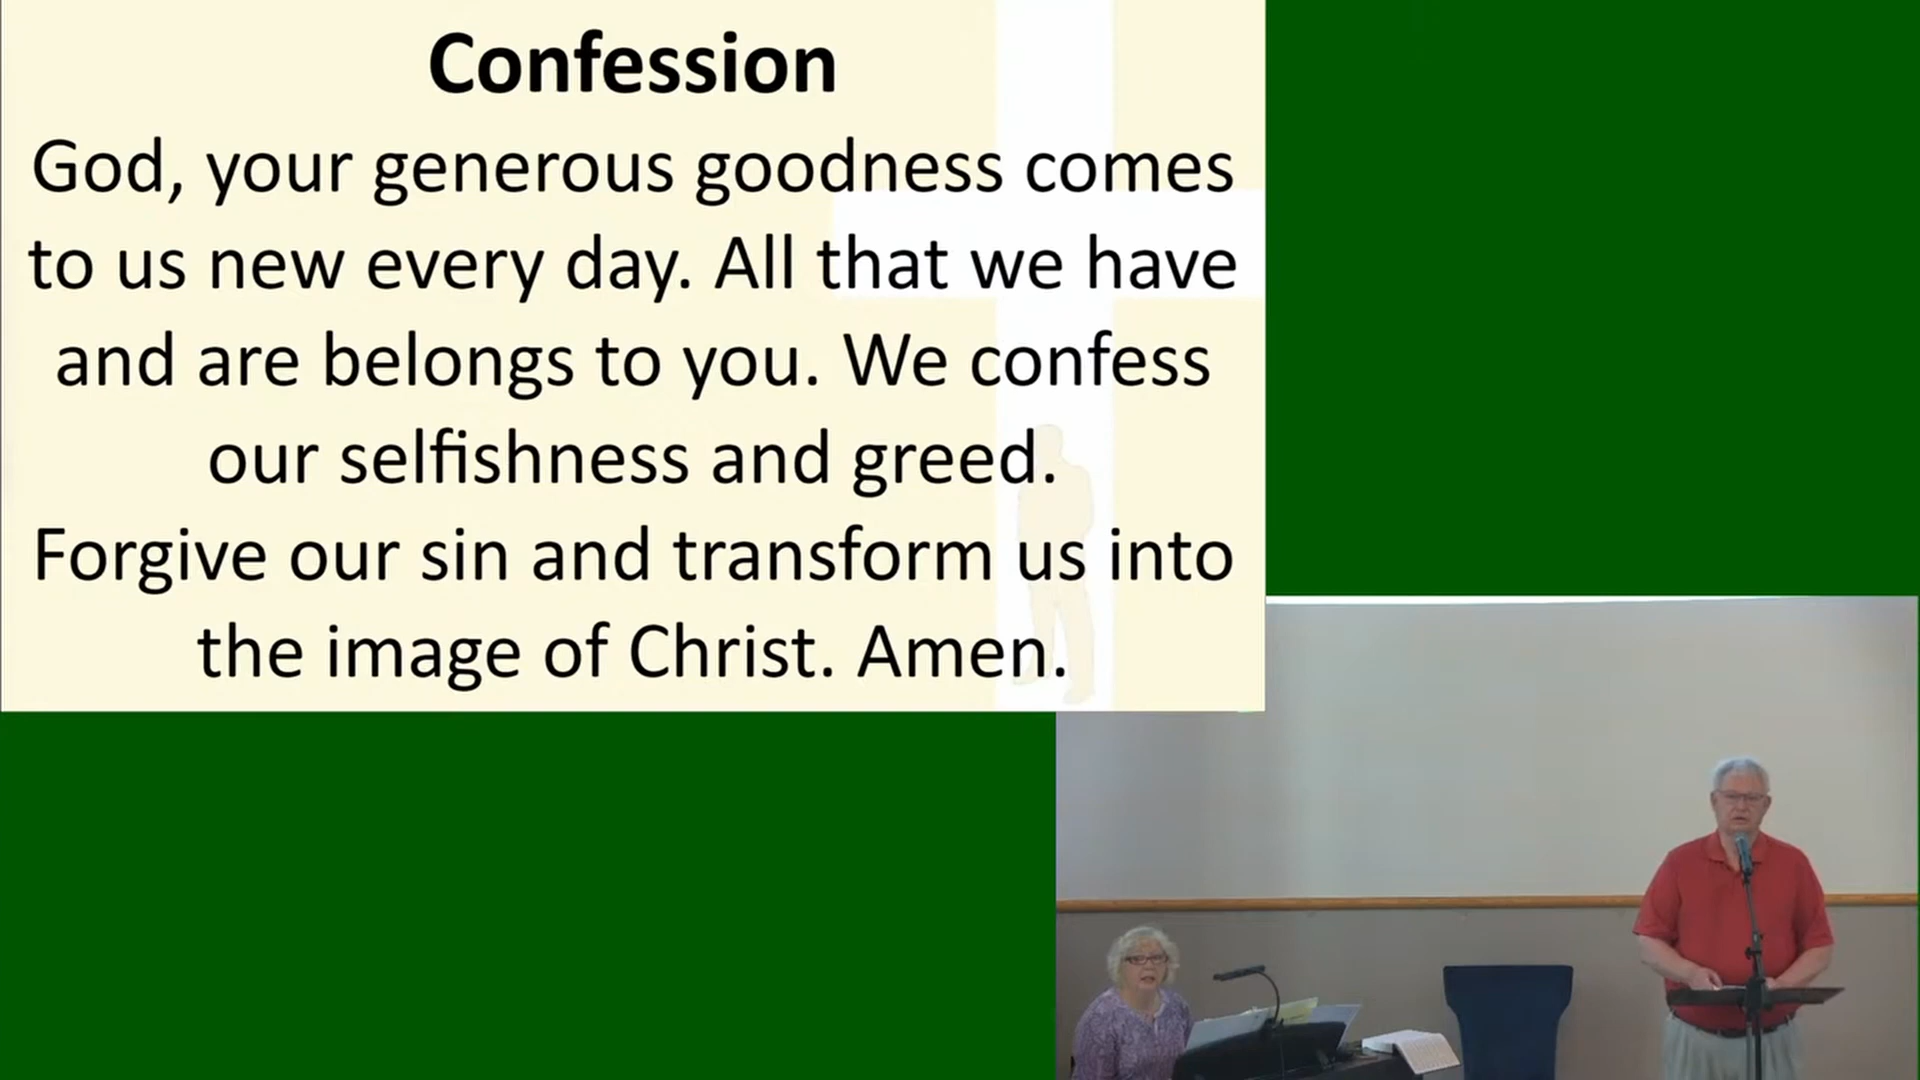 Confession
God, your generous goodness comes
to us new every day. All that we have
and are belongs to you. We confess
our selfishness and greed.
Forgive our sin and transform us into
the image of Christ. Amen.